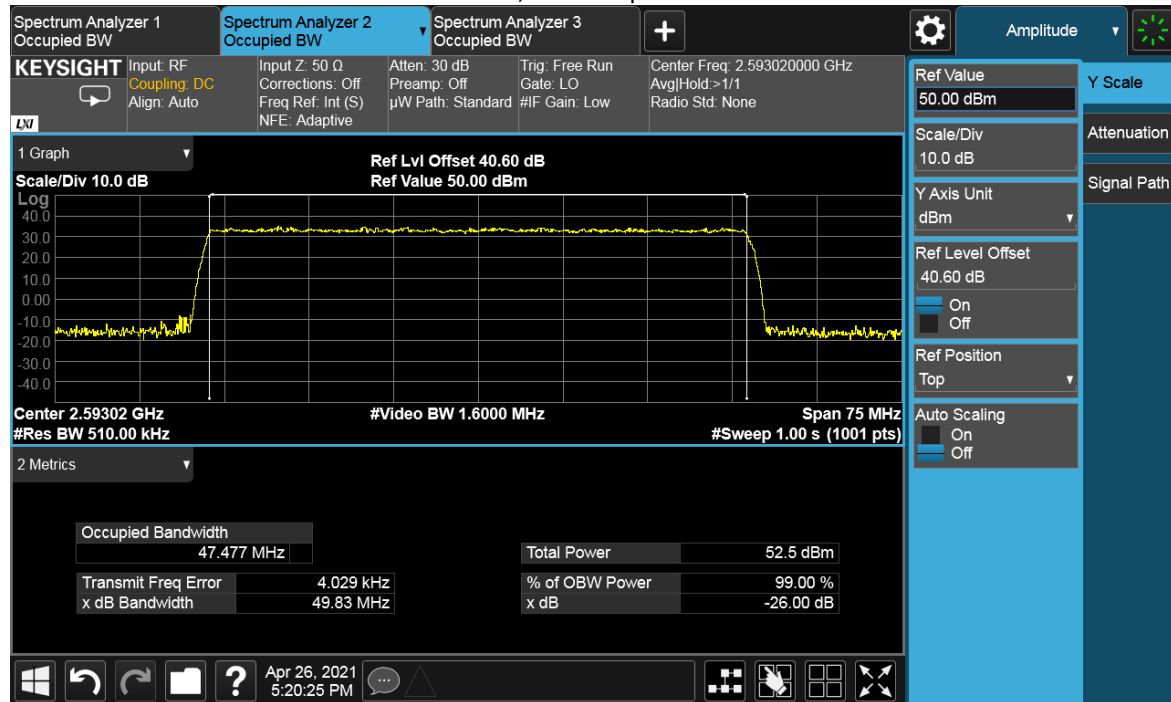 Spectrum Analyzer 1
Occupied BW
Spectrum Analyzer 2
Occupied BW
Spectrum Analyzer 3
Occupied BW
Amplitude
KEYSIGHT
LXI
Input: RF
Coupling: DC
Align: Auto
Input Z: 50 Ω
Corrections: Off
Freq Ref: Int (S)
NFE: Adaptive
Atten: 30 dB
Preamp: Off
µW Path: Standard
Trig: Free Run
Gate: LO
#IF Gain: Low
Center Freq: 2.593020000 GHz
Avg|Hold:>1/1
Radio Std: None
1 Graph
Scale/Div 10.0 dB
Ref Lvl Offset 40.60 dB
Ref Value 50.00 dBm
Log
40.0
30.0
20.0
10.0
0.00
-10.0
-20.0
-30.0
-40.0
Center 2.59302 GHz
#Res BW 510.00 kHz
#Video BW 1.6000 MHz
Span 75 MHz
#Sweep 1.00 s (1001 pts)
2 Metrics
Occupied Bandwidth
47.477 MHz
Transmit Freq Error 4.029 kHz
x dB Bandwidth 49.83 MHz
Total Power 52.5 dBm
% of OBW Power 99.00 %
x dB -26.00 dB
Ref Value
50.00 dBm
Scale/Div
10.0 dB
Y Axis Unit
dBm
Ref Level Offset
40.60 dB
On
Off
Ref Position
Top
Auto Scaling
On
Off
Y Scale
Attenuation
Signal Path
?
Apr 26, 2021
5:20:25 PM